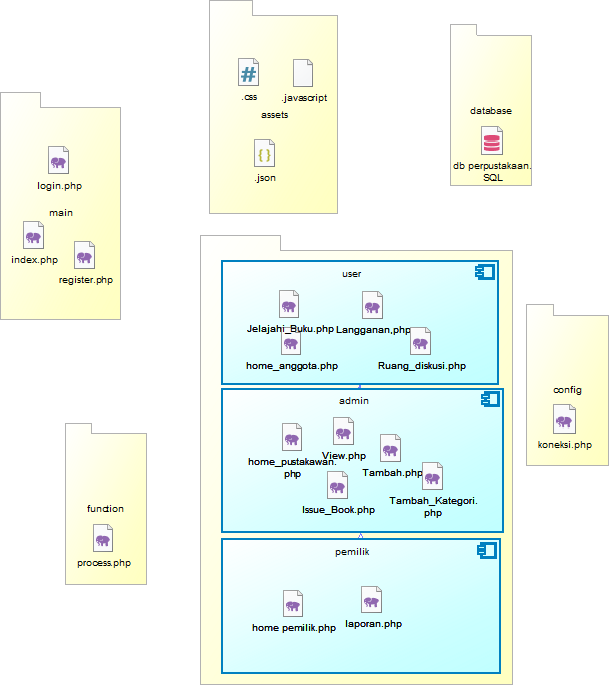 .css
.javascript
assets
.json
database
db perpustakaan.
SQL
login.php
main
index.php
register.php
user
Jelajahi_Buku.php
Langganan,php
home_anggota.php
Ruang_diskusi.php
admin
View.php
home_pustakawan.
php
Tambah.php
Issue_Book.php
Tambah_Kategori.
php
pemilik
home pemilik.php
laporan.php
config
koneksi.php
function
process.php